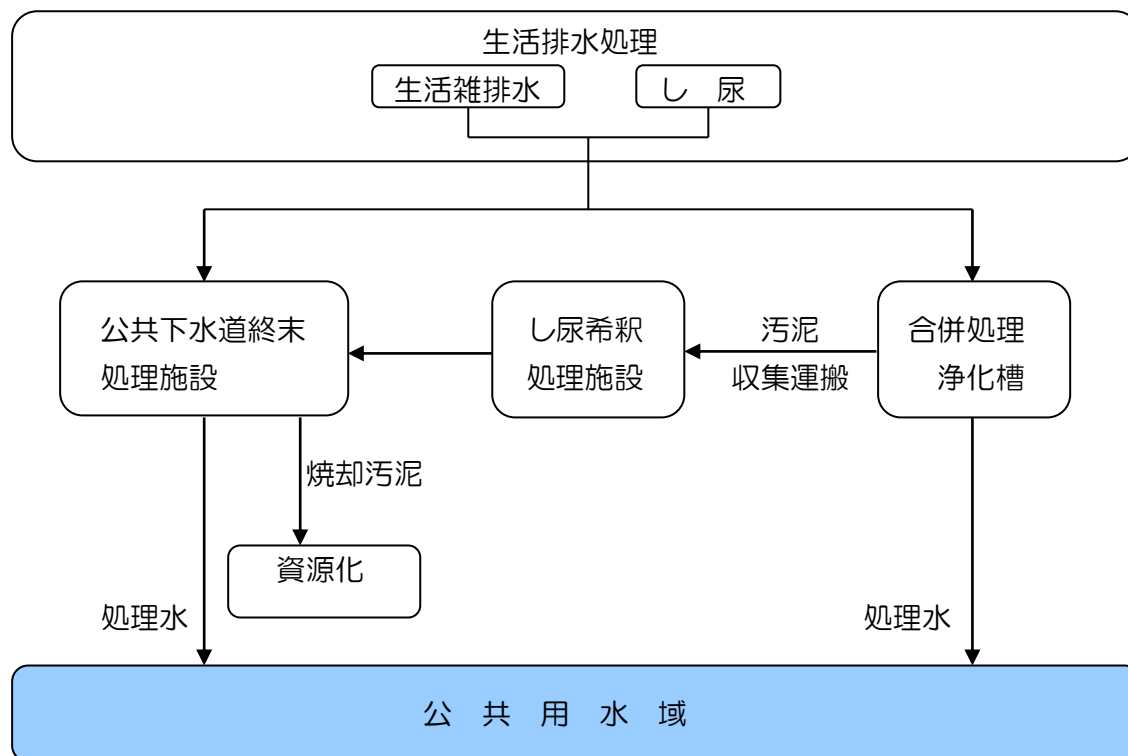 生活排水処理
生活雑排水
し　尿
公共下水道終末
処理施設
し尿希釈
処理施設
汚泥
収集運搬
合併処理
浄化槽
焼却汚泥
資源化
処理水
処理水
公　共　用　水　域